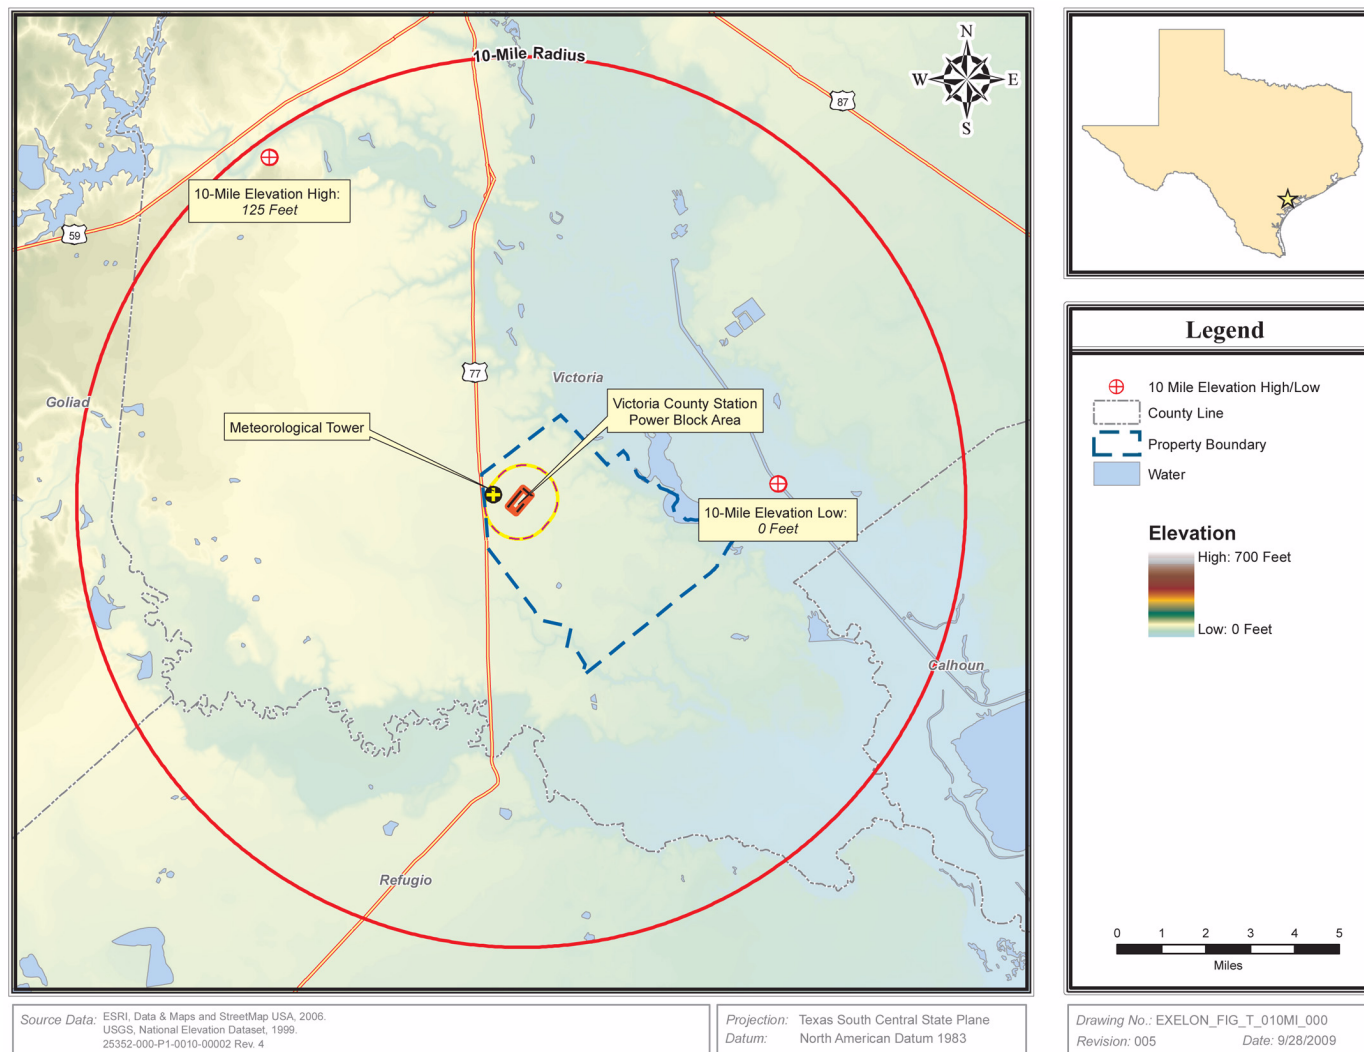 10-Mile Radius
N
W
E
S
87
10-Mile Elevation High:
125 Feet
59
77
Victoria
Goliad
Victoria County Station
Power Block Area
Meteorological Tower
10-Mile Elevation Low:
0 Feet
Calhoun
Refugio
Legend
10 Mile Elevation High/Low
County Line
Property Boundary
Water
Elevation
High: 700 Feet
Low: 0 Feet
0 1 2 3 4 5
Miles
Source Data: ESRI, Data & Maps and StreetMap USA, 2006.
USGS, National Elevation Dataset, 1999.
25352-000-P1-0010-00002 Rev. 4
Projection: Texas South Central State Plane
Datum: North American Datum 1983
Drawing No.: EXELON_FIG_T_010MI_000
Revision: 005 Date: 9/28/2009